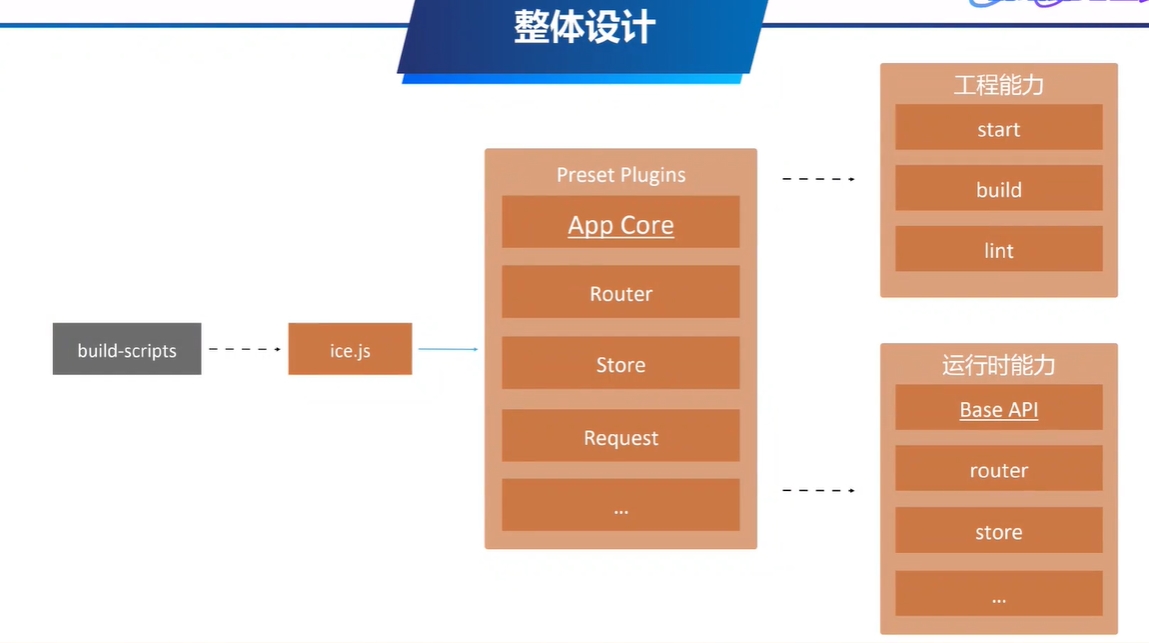 整体设计
build-scripts
ice.js
Preset Plugins
App Core
Router
Store
Request
...
工程能力
start
build
lint
运行时能力
Base API
router
store
...